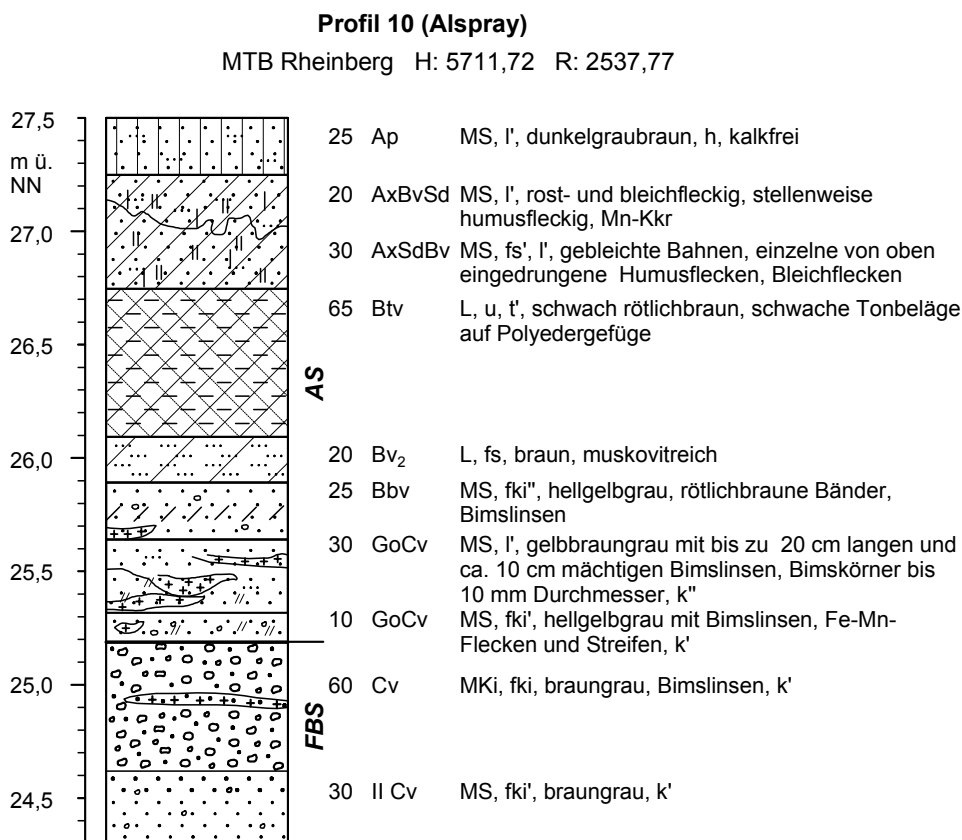 Profil 10 (Alspray)
MTB Rheinberg H: 5711,72 R: 2537,77
27,5
m ü.
NN
27,0
26,5
26,0
25,5
25,0
24,5
AS
FBS
25 Ap MS, l', dunkelgraubraun, h, kalkfrei
20 AxBvSd MS, l', rost- und bleichfleckig, stellenweise
humusfleckig, Mn-Kkr
30 AxSdBv MS, fs', l', gebleichte Bahnen, einzelne von oben
eingedrungene Humusflecken, Bleichflecken
65 Btv L, u, t', schwach rötlichbraun, schwache Tonbeläge
auf Polyedergefüge
20 Bv₂ L, fs, braun, muskovitreich
25 Bbv MS, fki", hellgelbgrau, rötlichbraune Bänder,
Bimslinsen
30 GoCv MS, l', gelbbraungrau mit bis zu 20 cm langen und
ca. 10 cm mächtigen Bimslinsen, Bimskörner bis
10 mm Durchmesser, k"
10 GoCv MS, fki', hellgelbgrau mit Bimslinsen, Fe-Mn-
Flecken und Streifen, k'
60 Cv MKi, fki, braungrau, Bimslinsen, k'
30 II Cv MS, fki', braungrau, k'